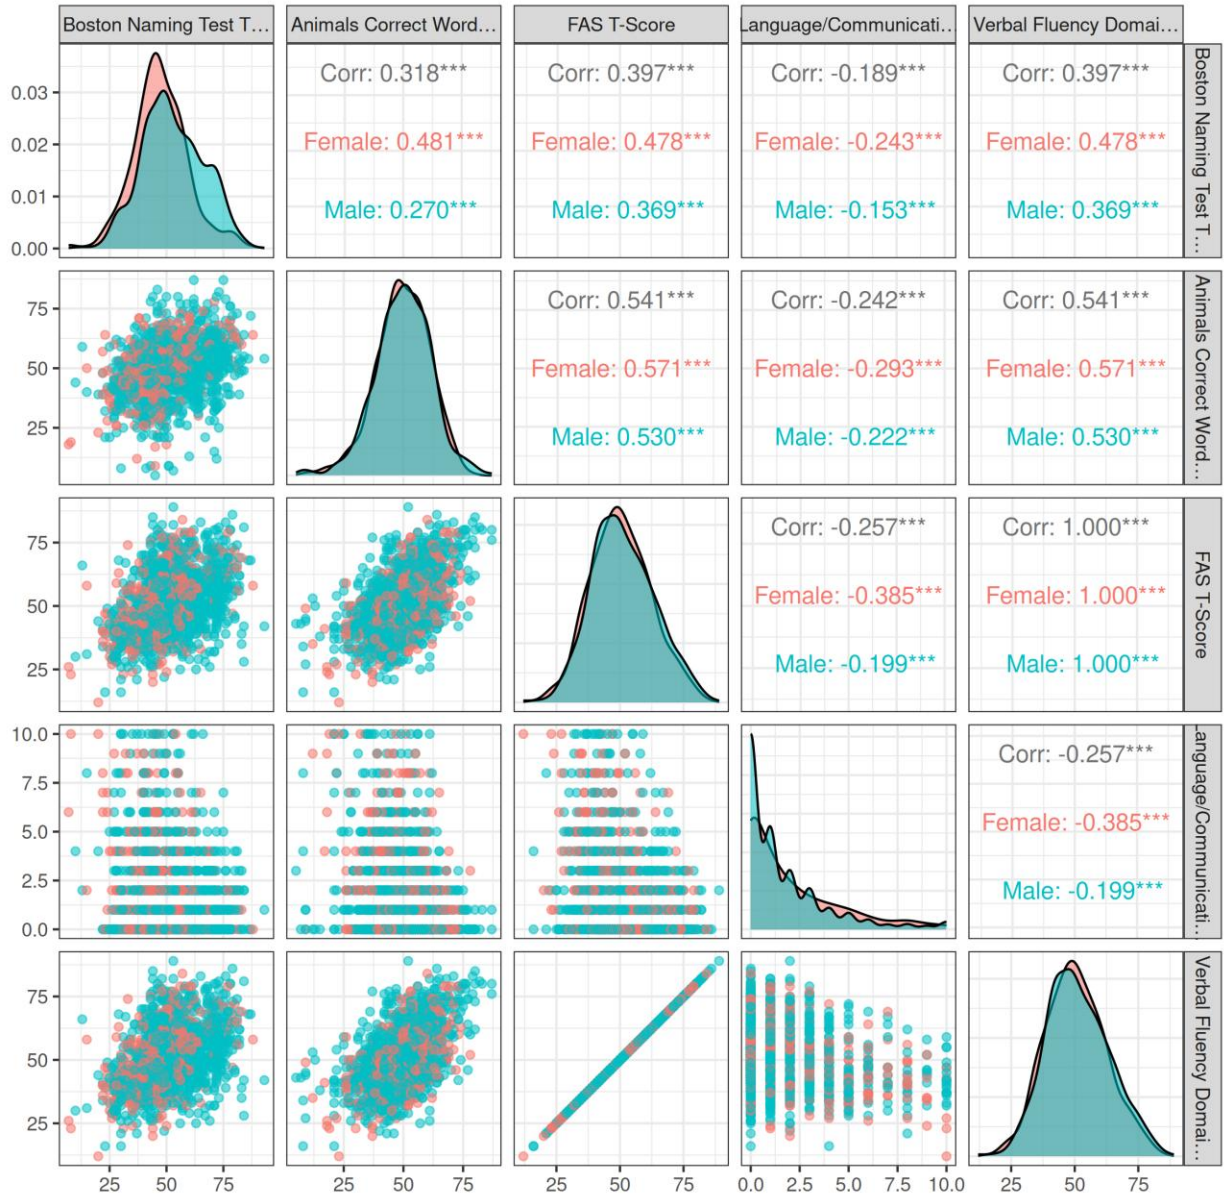 Boston Naming Test T… Animals Correct Word… FAS T-Score Language/Communicati… Verbal Fluency Domai…
0.03
0.02
0.01
0.00
Corr: 0.318*** Corr: 0.397*** Corr: -0.189*** Corr: 0.397***
Female: 0.481*** Female: 0.478*** Female: -0.243*** Female: 0.478***
Male: 0.270*** Male: 0.369*** Male: -0.153*** Male: 0.369***
Boston Naming Test T…
75
50
25
Corr: 0.541*** Corr: -0.242*** Corr: 0.541***
Female: 0.571*** Female: -0.293*** Female: 0.571***
Male: 0.530*** Male: -0.222*** Male: 0.530***
Animals Correct Word…
75
50
25
Corr: -0.257*** Corr: 1.000***
Female: -0.385*** Female: 1.000***
Male: -0.199*** Male: 1.000***
FAS T-Score
10.0
7.5
5.0
2.5
0.0
Corr: -0.257***
Female: -0.385***
Male: -0.199***
Language/Communicati…
75
50
25
Verbal Fluency Domai…
25 50 75 25 50 75 25 50 75 0.0 2.5 5.0 7.5 10.0 25 50 75